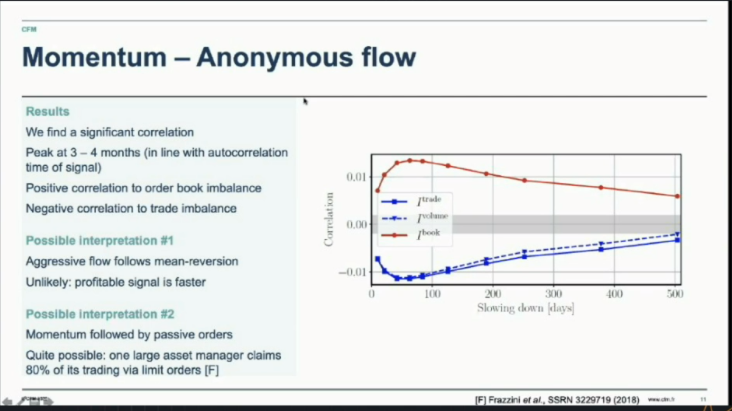 CFM
Momentum – Anonymous flow
Results
We find a significant correlation
Peak at 3 – 4 months (in line with autocorrelation
time of signal)
Positive correlation to order book imbalance
Negative correlation to trade imbalance
Possible interpretation #1
Aggressive flow follows mean-reversion
Unlikely: profitable signal is faster
Possible interpretation #2
Momentum followed by passive orders
Quite possible: one large asset manager claims
80% of its trading via limit orders [F]
Correlation
0.01
0.00
−0.01
I^trade
I^volume
I^book
0 100 200 300 400 500
Slowing down [days]
[F] Frazzini et al., SSRN 3229719 (2018) www.cfm.fr 11